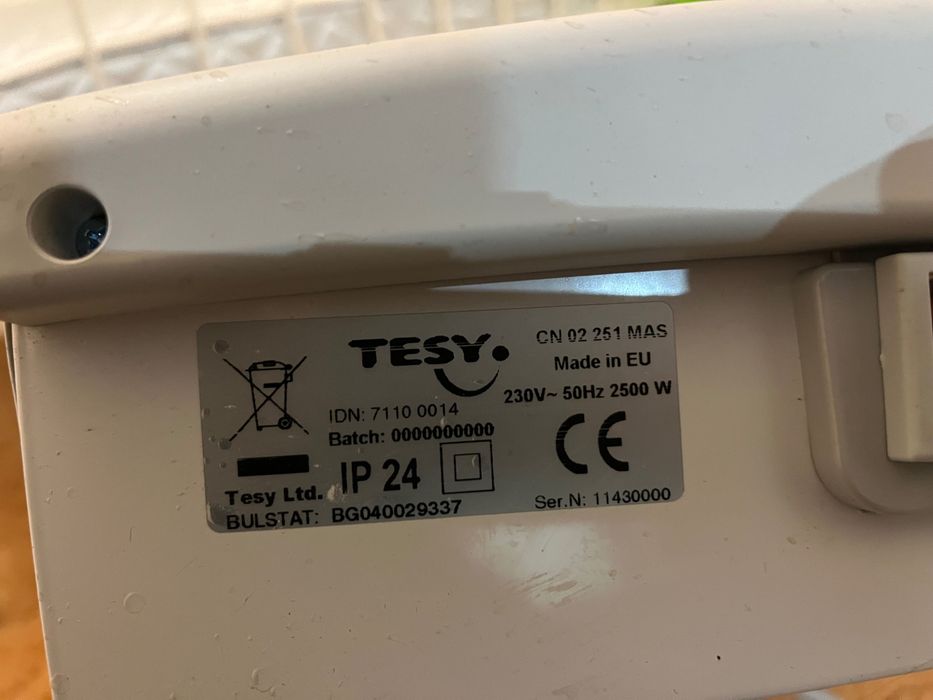 TESY
CN 02 251 MAS
Made in EU
230V~ 50Hz 2500 W
IDN: 7110 0014
Batch: 0000000000
IP 24
CE
Tesy Ltd.
BULSTAT: BG040029337
Ser.N: 11430000